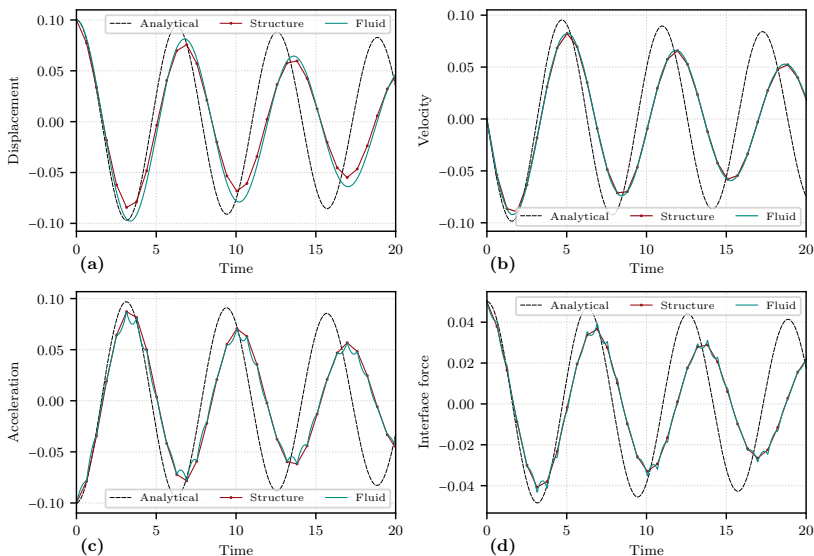 0.10
0.05
0.00
−0.05
−0.10
Displacement
Analytical Structure Fluid
0 5 10 15 20
Time
(a)
0.10
0.05
0.00
−0.05
−0.10
Velocity
Analytical Structure Fluid
0 5 10 15 20
Time
(b)
0.10
0.05
0.00
−0.05
−0.10
Acceleration
Analytical Structure Fluid
0 5 10 15 20
Time
(c)
0.04
0.02
0.00
−0.02
−0.04
Interface force
Analytical Structure Fluid
0 5 10 15 20
Time
(d)